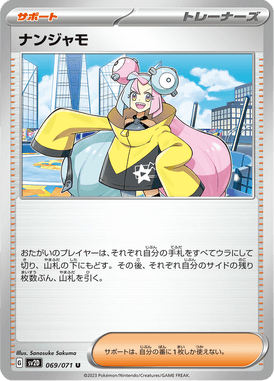 サポート
トレーナーズ
ナンジャモ
おたがいのプレイヤーは、それぞれ自分の手札をすべてウラにして
切り、山札の下にもどす。その後、それぞれ自分のサイドの残り
枚数ぶん、山札を引く。
Illus. Sanosuke Sakuma
サポートは、自分の番に1枚しか使えない。
G SV2D 069/071 U
©2023 Pokémon/Nintendo/Creatures/GAME FREAK.